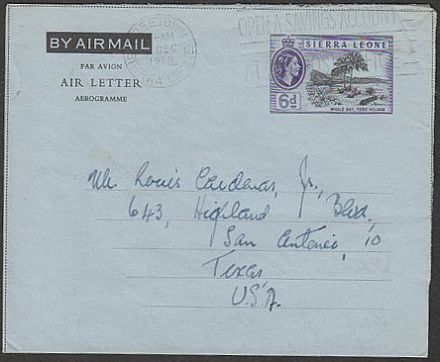 BY AIR MAIL
PAR AVION
AIR LETTER
AEROGRAMME
OPEN A SAVINGS ACCOUNT
AT
SIERRA LEONE
6d
WHALE BAY, YORK VILLAGE
Mr. Louis Cardenas, Jr.,
643, Highland Blvd,
San Antonio, 10
Texas
U.S.A.